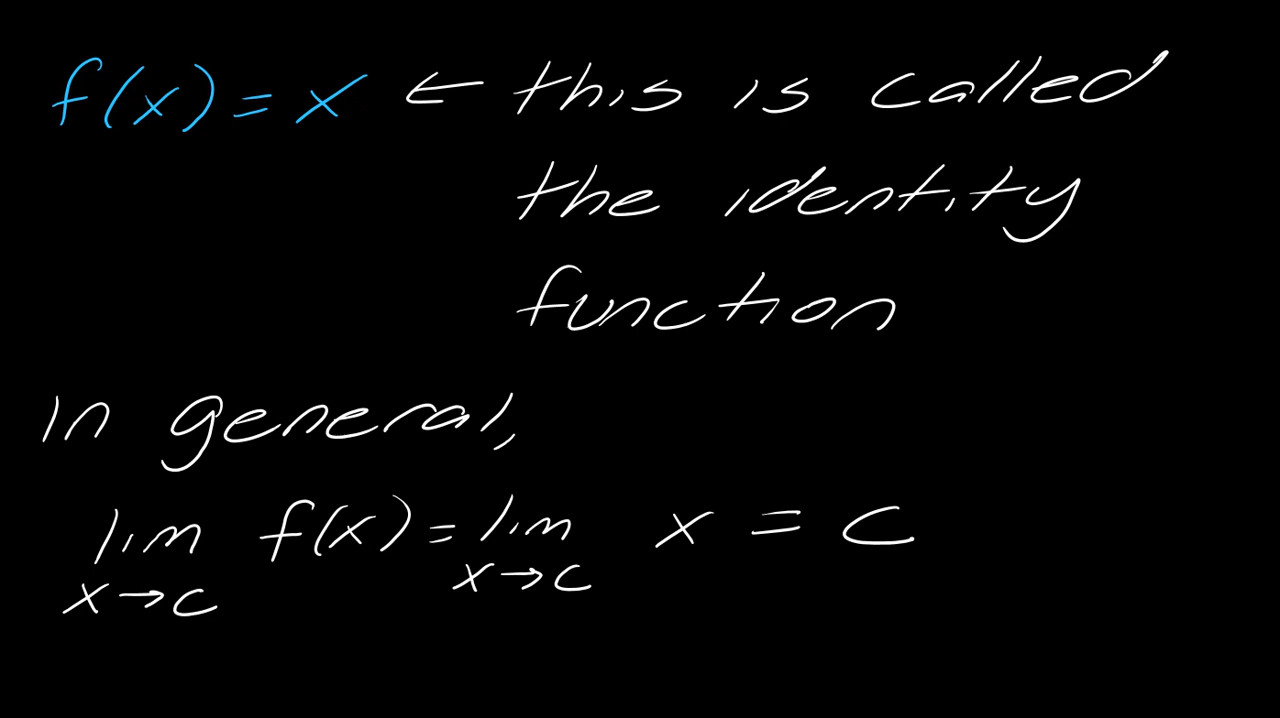 f(x) = x ← this is called
the identity
function
In general,
lim f(x) = lim x = c
x→c x→c